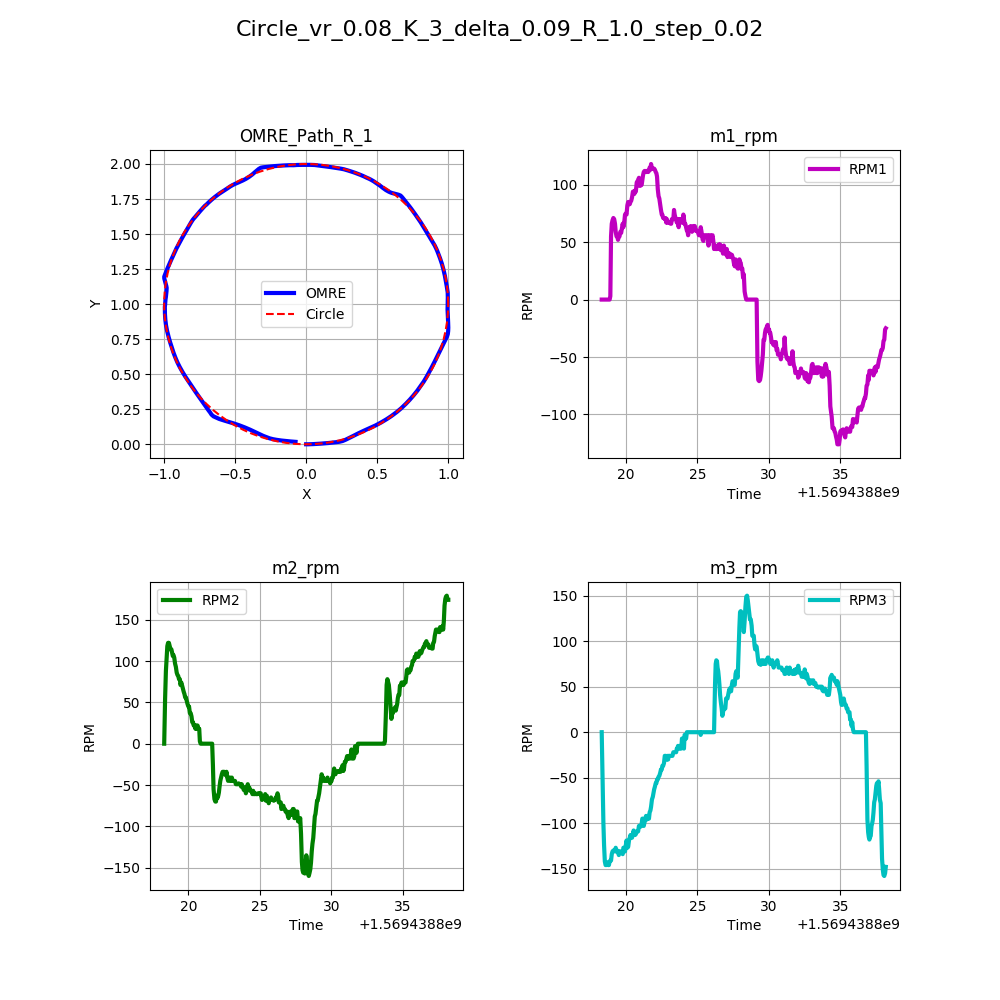 Circle_vr_0.08_K_3_delta_0.09_R_1.0_step_0.02
OMRE_Path_R_1
2.00
1.75
1.50
1.25
1.00
0.75
0.50
0.25
0.00
Y
OMRE
Circle
−1.0 −0.5 0.0 0.5 1.0
X
m1_rpm
RPM1
100
50
0
−50
−100
RPM
20 25 30 35
Time +1.5694388e9
m2_rpm
RPM2
150
100
50
0
−50
−100
−150
RPM
20 25 30 35
Time +1.5694388e9
m3_rpm
RPM3
150
100
50
0
−50
−100
−150
RPM
20 25 30 35
Time +1.5694388e9